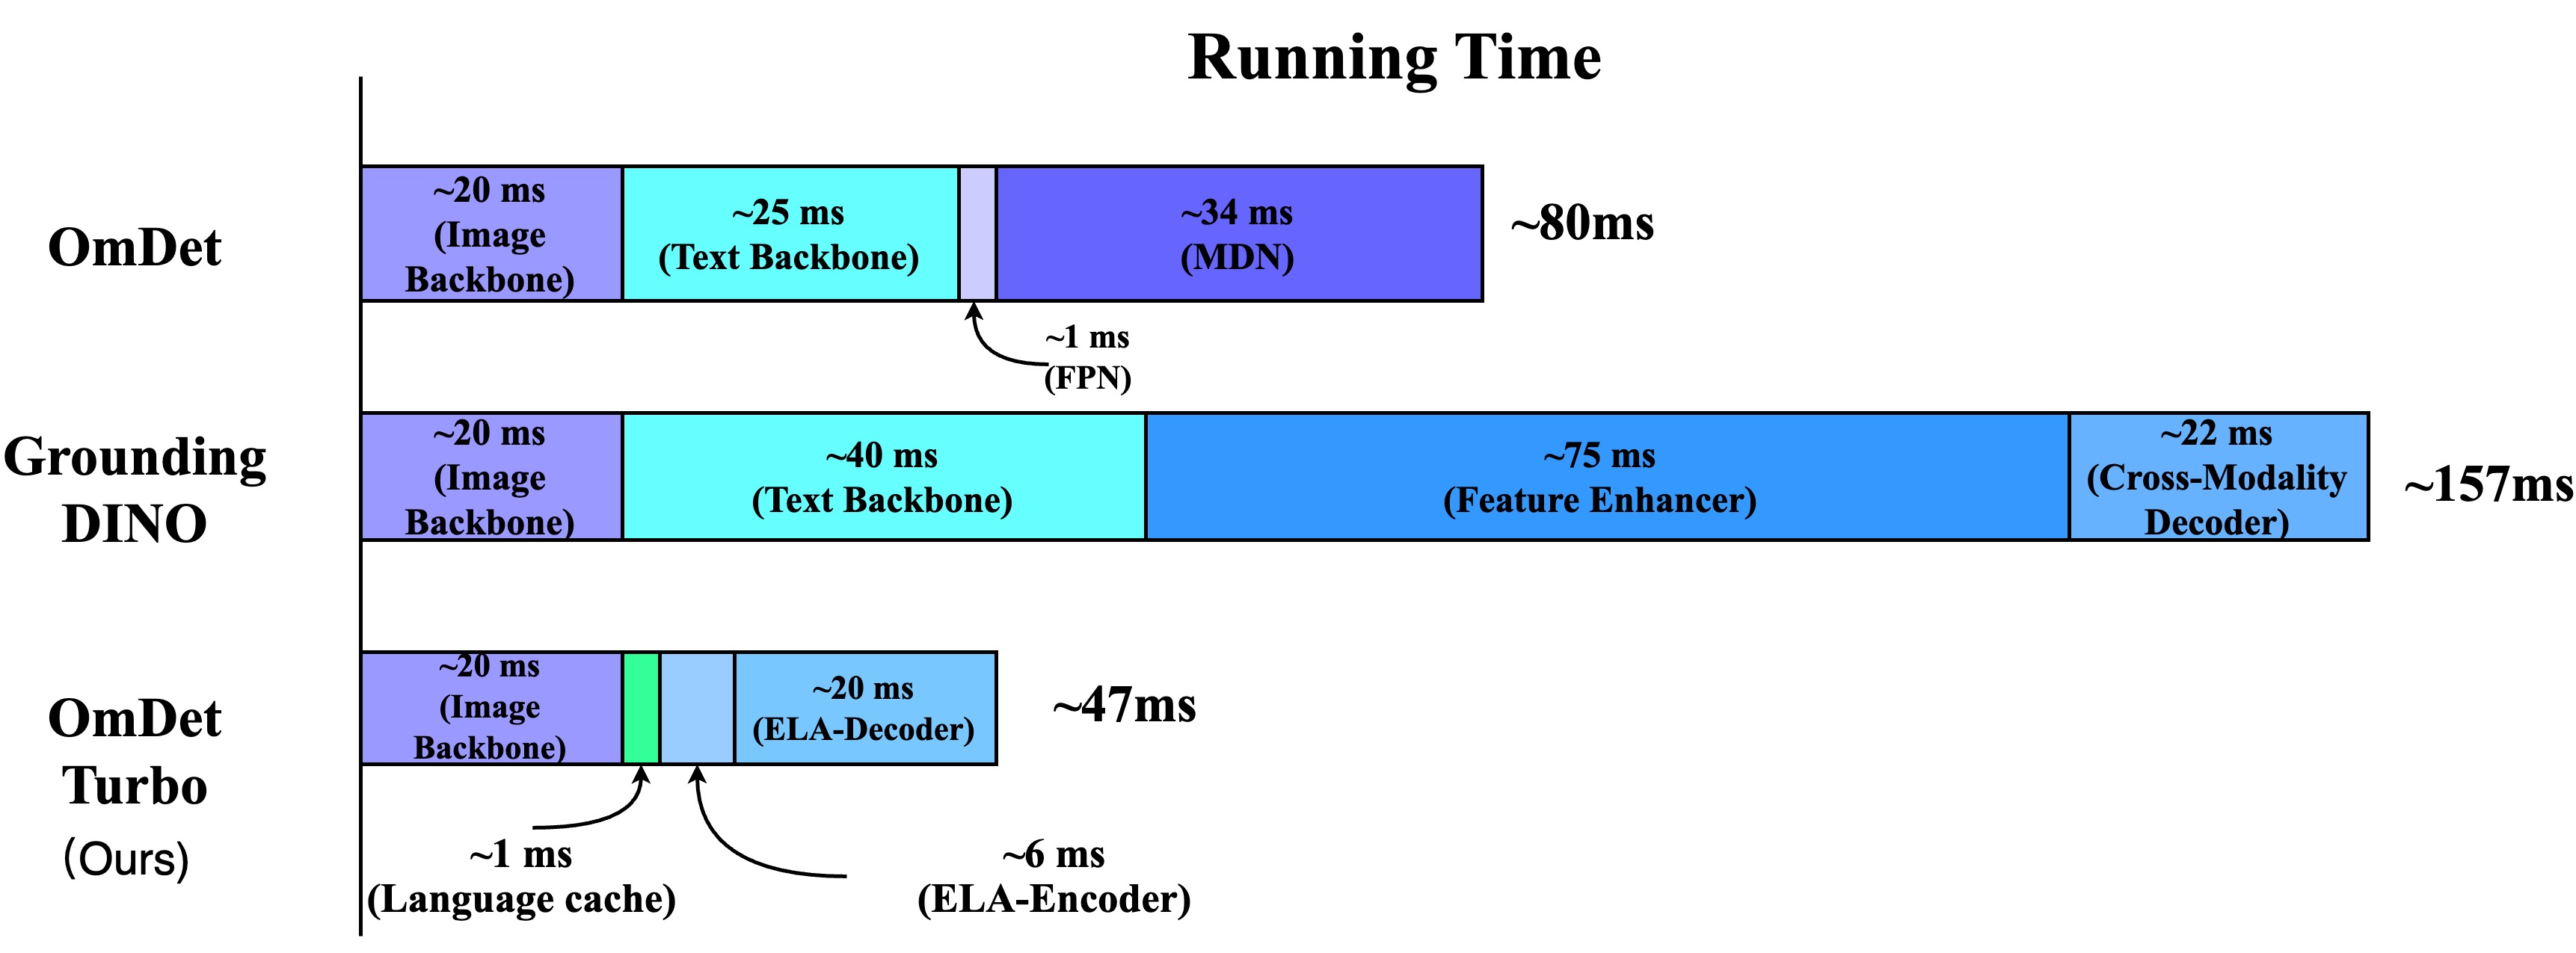 Running Time
OmDet
~20 ms
(Image
Backbone)
~25 ms
(Text Backbone)
~34 ms
(MDN)
~80ms
~1 ms
(FPN)
Grounding
DINO
~20 ms
(Image
Backbone)
~40 ms
(Text Backbone)
~75 ms
(Feature Enhancer)
~22 ms
(Cross-Modality
Decoder)
~157ms
OmDet
Turbo
(Ours)
~20 ms
(Image
Backbone)
~20 ms
(ELA-Decoder)
~47ms
~1 ms
(Language cache)
~6 ms
(ELA-Encoder)